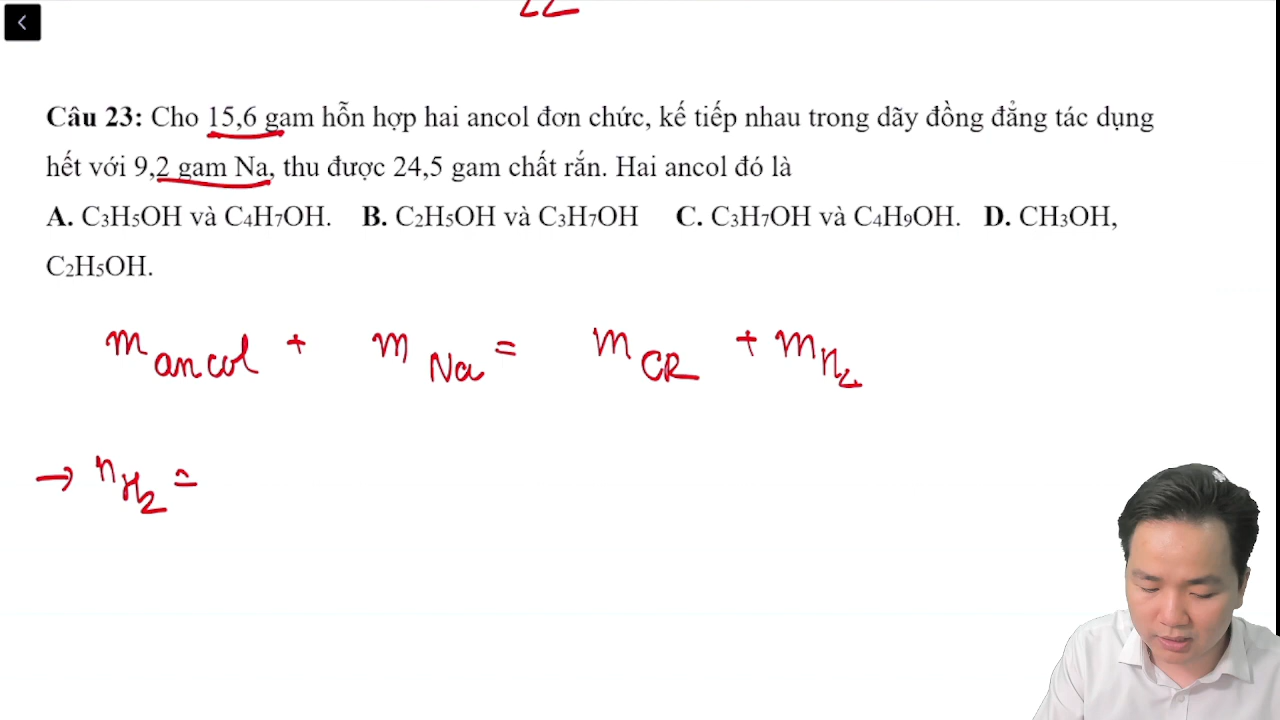 22
Câu 23: Cho 15,6 gam hỗn hợp hai ancol đơn chức, kế tiếp nhau trong dãy đồng đẳng tác dụng
hết với 9,2 gam Na, thu được 24,5 gam chất rắn. Hai ancol đó là
A. C3H5OH và C4H7OH. B. C2H5OH và C3H7OH C. C3H7OH và C4H9OH. D. CH3OH,
C2H5OH.
m ancol + m Na = m CR + m H2
→ n H2 =